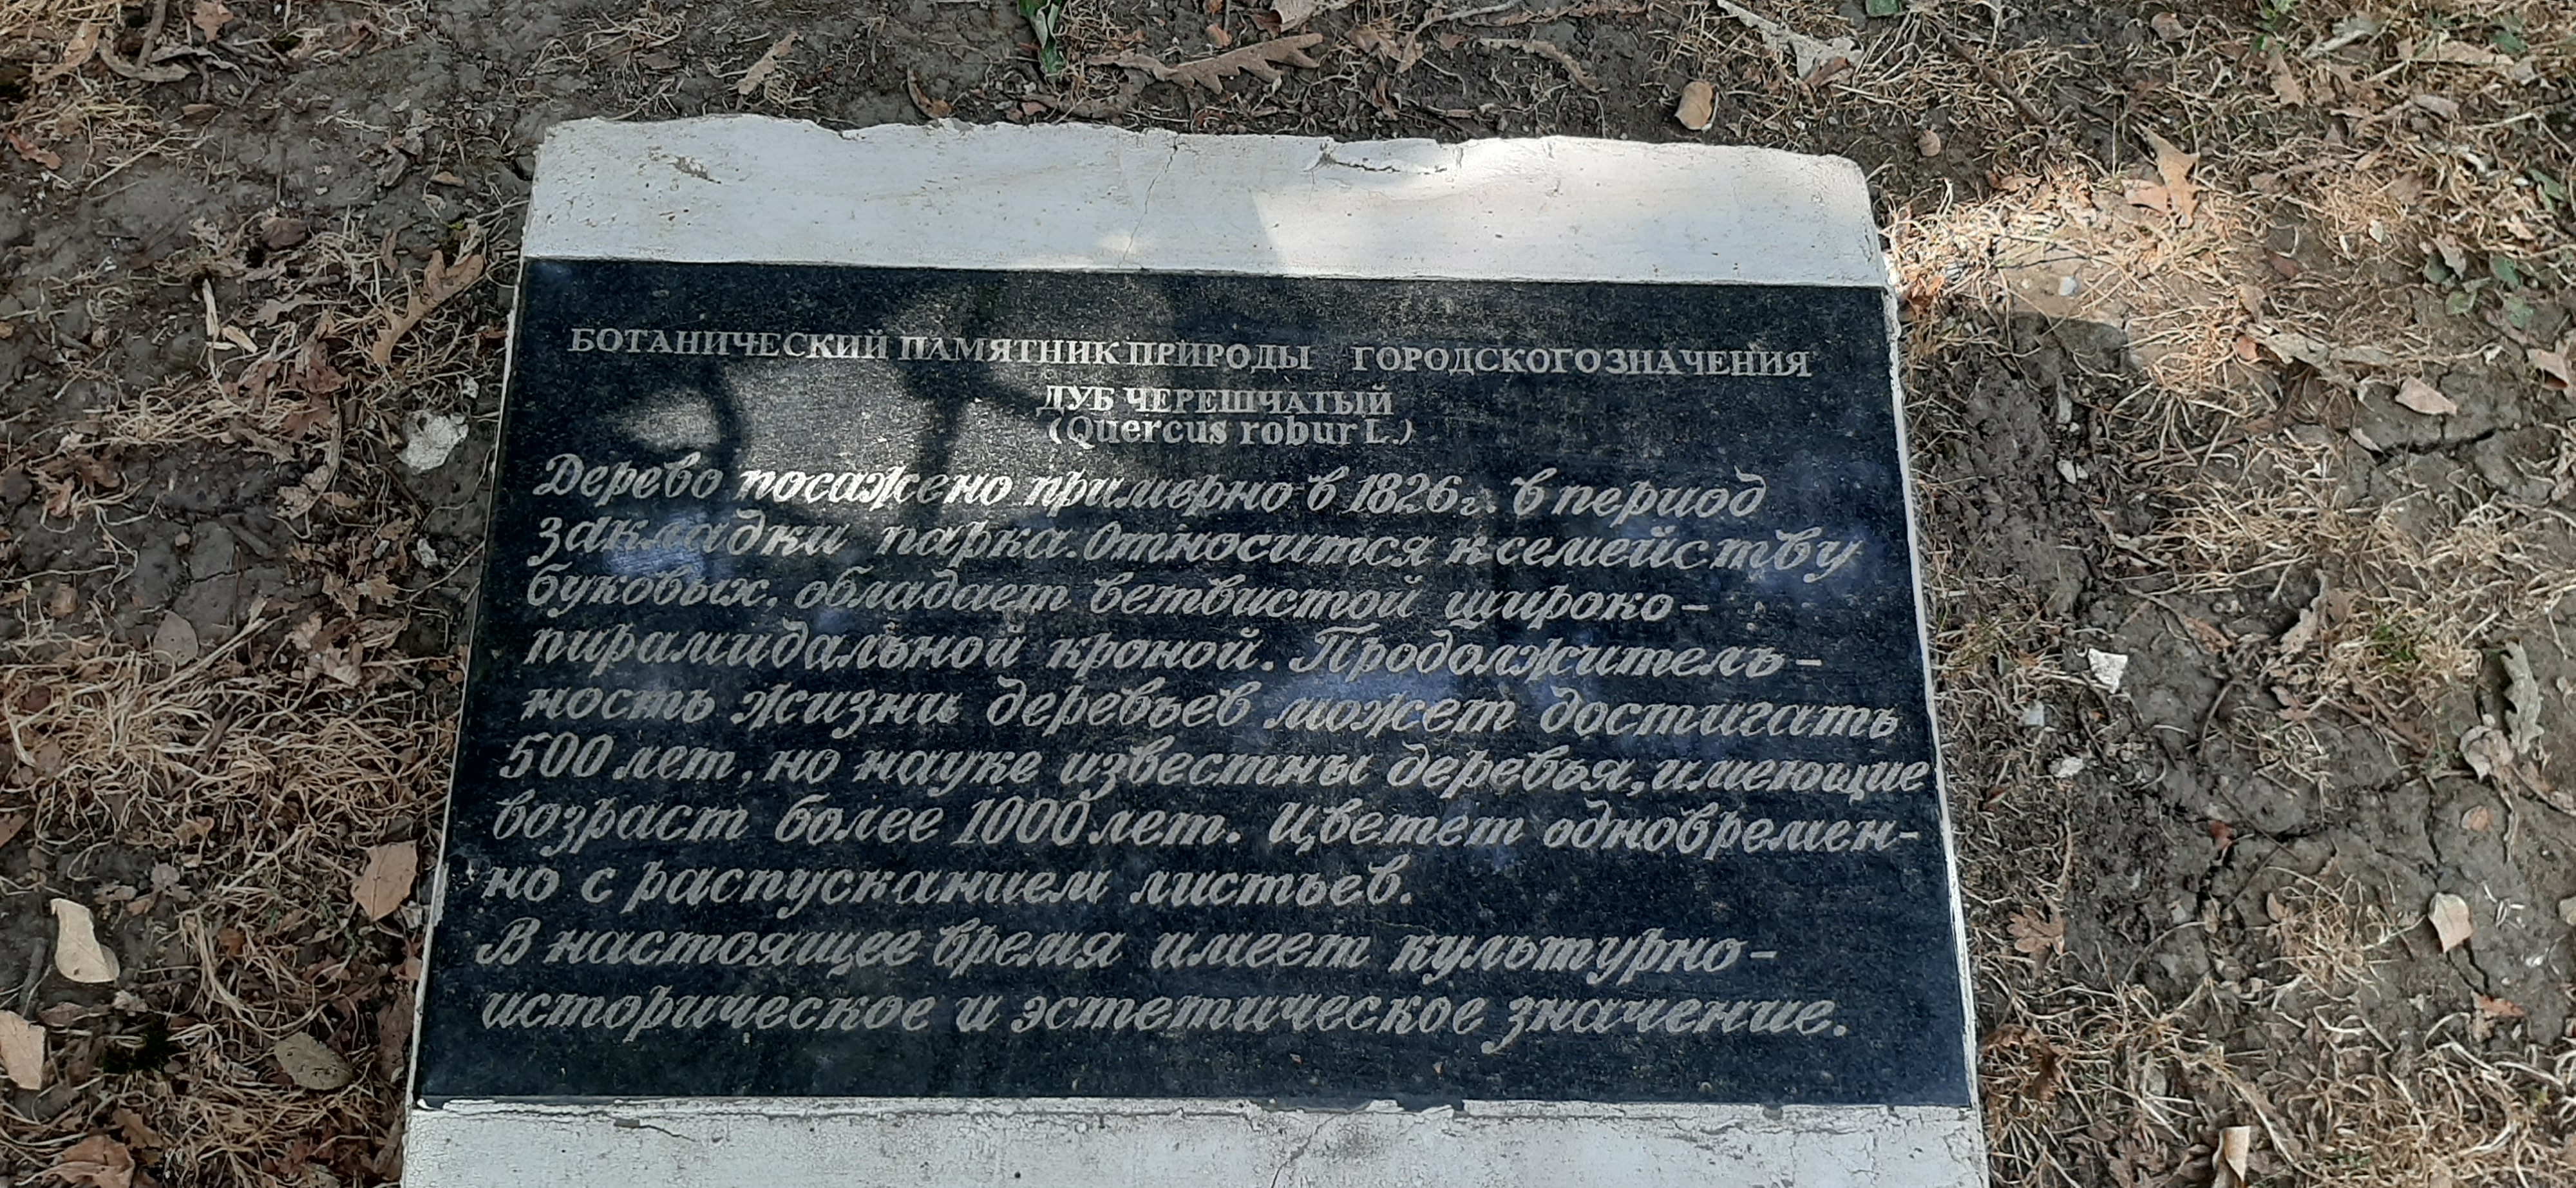 БОТАНИЧЕСКИЙ ПАМЯТНИК ПРИРОДЫ ГОРОДСКОГО ЗНАЧЕНИЯ
ДУБ ЧЕРЕШЧАТЫЙ
(Quercus robur L.)
Дерево посажено примерно в 1826г. в период
закладки парка. Относится к семейству
буковых, обладает ветвистой широко-
пирамидальной кроной. Продолжитель-
ность жизни деревьев может достигать
500 лет, но науке известны деревья, имеющие
возраст более 1000 лет. Цветет одновремен-
но с распусканием листьев.
В настоящее время имеет культурно-
историческое и эстетическое значение.